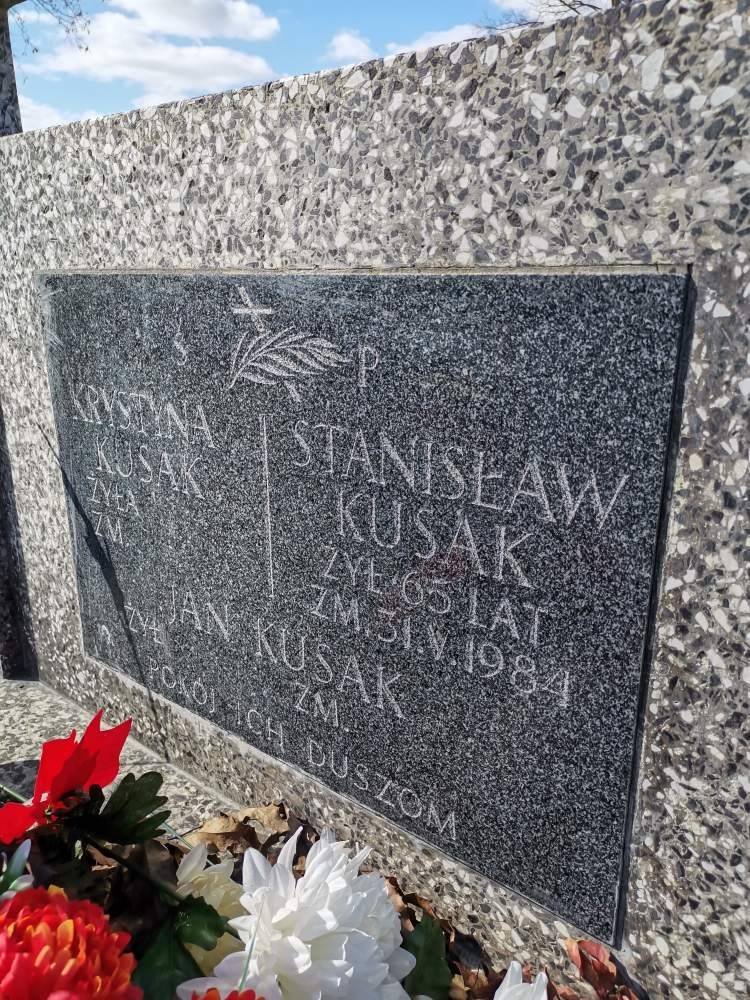 Ś P
KRYSTYNA
KUSAK
ŻYŁA
ZM
STANISŁAW
KUSAK
ŻYŁ 65 LAT
ZM. 31.V.1984
JAN KUSAK
ŻYŁ ZM.
POKÓJ ICH DUSZOM